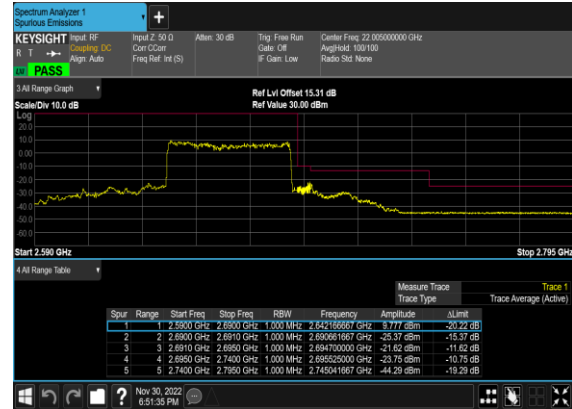 Spectrum Analyzer 1
Spurious Emissions
+
KEYSIGHT Input: RF Input Z: 50 Ω Atten: 30 dB Trig: Free Run Center Freq: 22.005000000 GHz
R T Coupling: DC Corr CCorr Gate: Off Avg|Hold: 100/100
Align: Auto Freq Ref: Int (S) IF Gain: Low Radio Std: None
PASS
3 All Range Graph
Ref Lvl Offset 15.31 dB
Scale/Div 10.0 dB Ref Value 30.00 dBm
Log
20.0
10.0
0.00
-10.0
-20.0
-30.0
-40.0
-50.0
-60.0
Start 2.590 GHz Stop 2.795 GHz
4 All Range Table
Measure Trace Trace 1
Trace Type Trace Average (Active)
Spur Range Start Freq Stop Freq RBW Frequency Amplitude ΔLimit
1 1 2.5900 GHz 2.6900 GHz 1.000 MHz 2.642166667 GHz 9.777 dBm -20.22 dB
2 2 2.6900 GHz 2.6910 GHz 1.000 MHz 2.690661667 GHz -25.37 dBm -15.37 dB
3 3 2.6910 GHz 2.6950 GHz 1.000 MHz 2.694700000 GHz -21.62 dBm -11.62 dB
4 4 2.6950 GHz 2.7400 GHz 1.000 MHz 2.695525000 GHz -23.75 dBm -10.75 dB
5 5 2.7400 GHz 2.7950 GHz 1.000 MHz 2.745041667 GHz -44.29 dBm -19.29 dB
?
Nov 30, 2022
6:51:35 PM